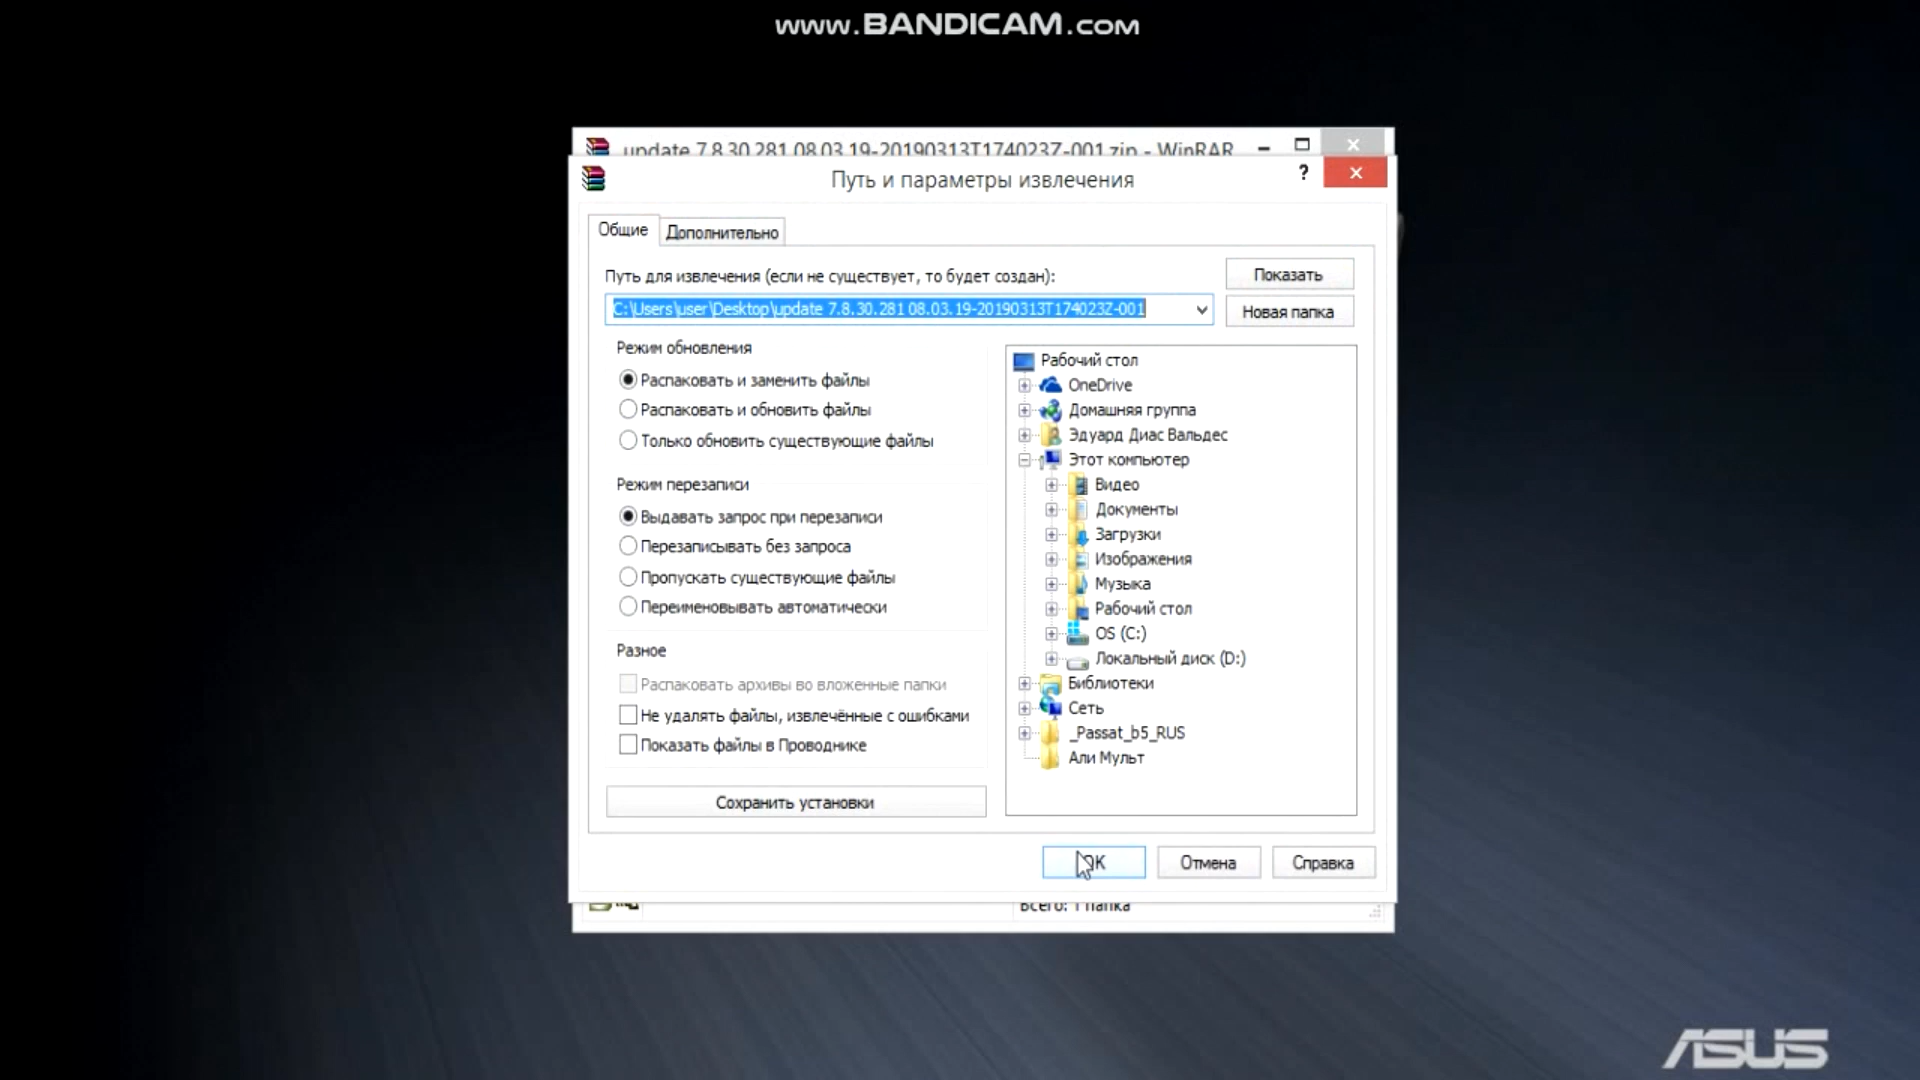 www.BANDICAM.com
update 7.8.30.281 08.03.19-20190313T174023Z-001.zip - WinRAR
Путь и параметры извлечения
?
Общие
Дополнительно
Путь для извлечения (если не существует, то будет создан):
Показать
C:\Users\user\Desktop\update 7.8.30.281 08.03.19-20190313T174023Z-001
Новая папка
Режим обновления
Распаковать и заменить файлы
Распаковать и обновить файлы
Только обновить существующие файлы
Режим перезаписи
Выдавать запрос при перезаписи
Перезаписывать без запроса
Пропускать существующие файлы
Переименовывать автоматически
Разное
Распаковать архивы во вложенные папки
Не удалять файлы, извлечённые с ошибками
Показать файлы в Проводнике
Сохранить установки
Рабочий стол
OneDrive
Домашняя группа
Эдуард Диас Вальдес
Этот компьютер
Видео
Документы
Загрузки
Изображения
Музыка
Рабочий стол
OS (C:)
Локальный диск (D:)
Библиотеки
Сеть
_Passat_b5_RUS
Али Мульт
OK
Отмена
Справка
Всего: 1 папка
ASUS